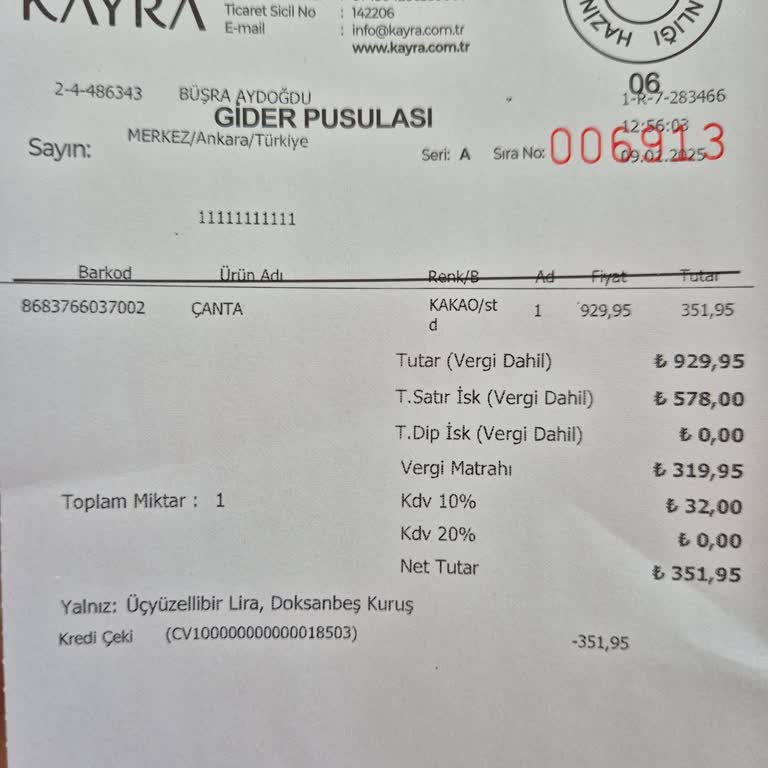 KAYRA
Ticaret Sicil No : 142206
E-mail : info@kayra.com.tr
www.kayra.com.tr
NLIĞI HAZİN
06
2-4-486343 BÜŞRA AYDOĞDU 1-R-7-283466
GİDER PUSULASI
12:56:03
Sayın: MERKEZ/Ankara/Türkiye
Seri: A Sıra No: 006913
09.02.2025
11111111111
Barkod Ürün Adı Renk/B Ad Fiyat Tutar
8683766037002 ÇANTA KAKAO/st 1 929,95 351,95
d
Tutar (Vergi Dahil) ₺ 929,95
T.Satır İsk (Vergi Dahil) ₺ 578,00
T.Dip İsk (Vergi Dahil) ₺ 0,00
Vergi Matrahı ₺ 319,95
Toplam Miktar : 1 Kdv 10% ₺ 32,00
Kdv 20% ₺ 0,00
Net Tutar ₺ 351,95
Yalnız: Üçyüzellibir Lira, Doksanbeş Kuruş
Kredi Çeki (CV100000000000018503) -351,95